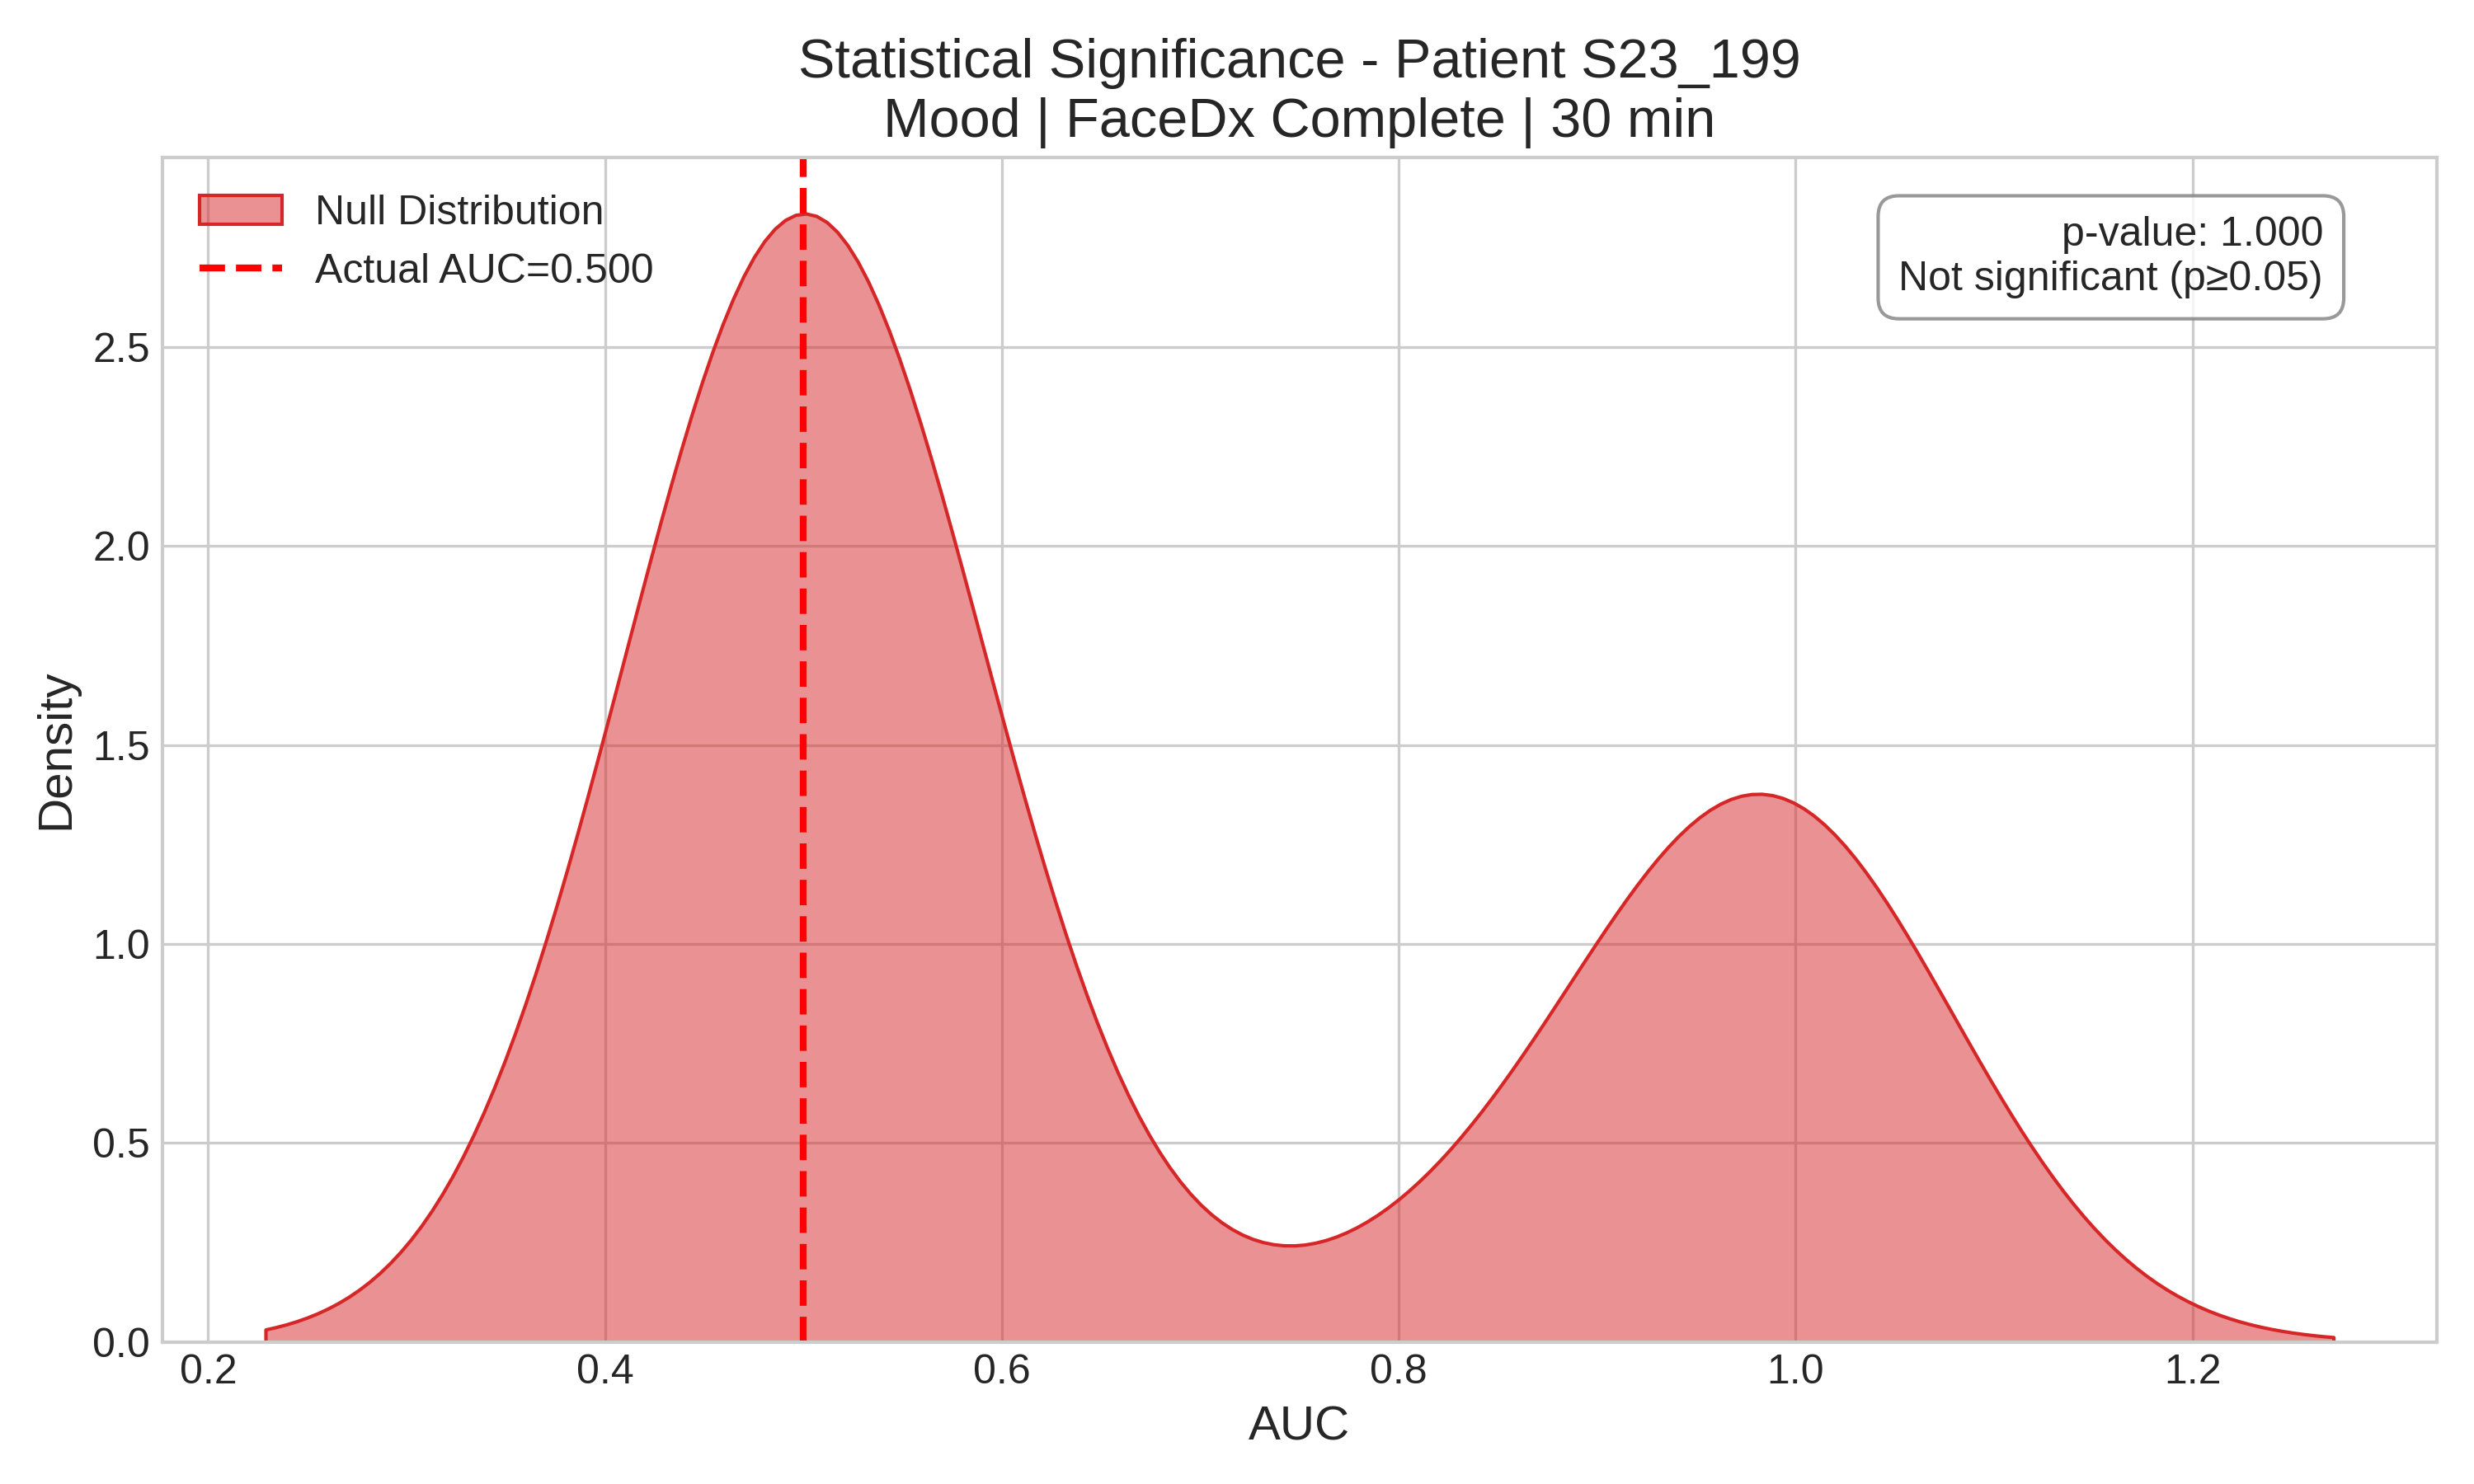 Statistical Significance - Patient S23_199
Mood | FaceDx Complete | 30 min
Null Distribution
Actual AUC=0.500
p-value: 1.000
Not significant (p≥0.05)
Density
2.5
2.0
1.5
1.0
0.5
0.0
0.2
0.4
0.6
0.8
1.0
1.2
AUC